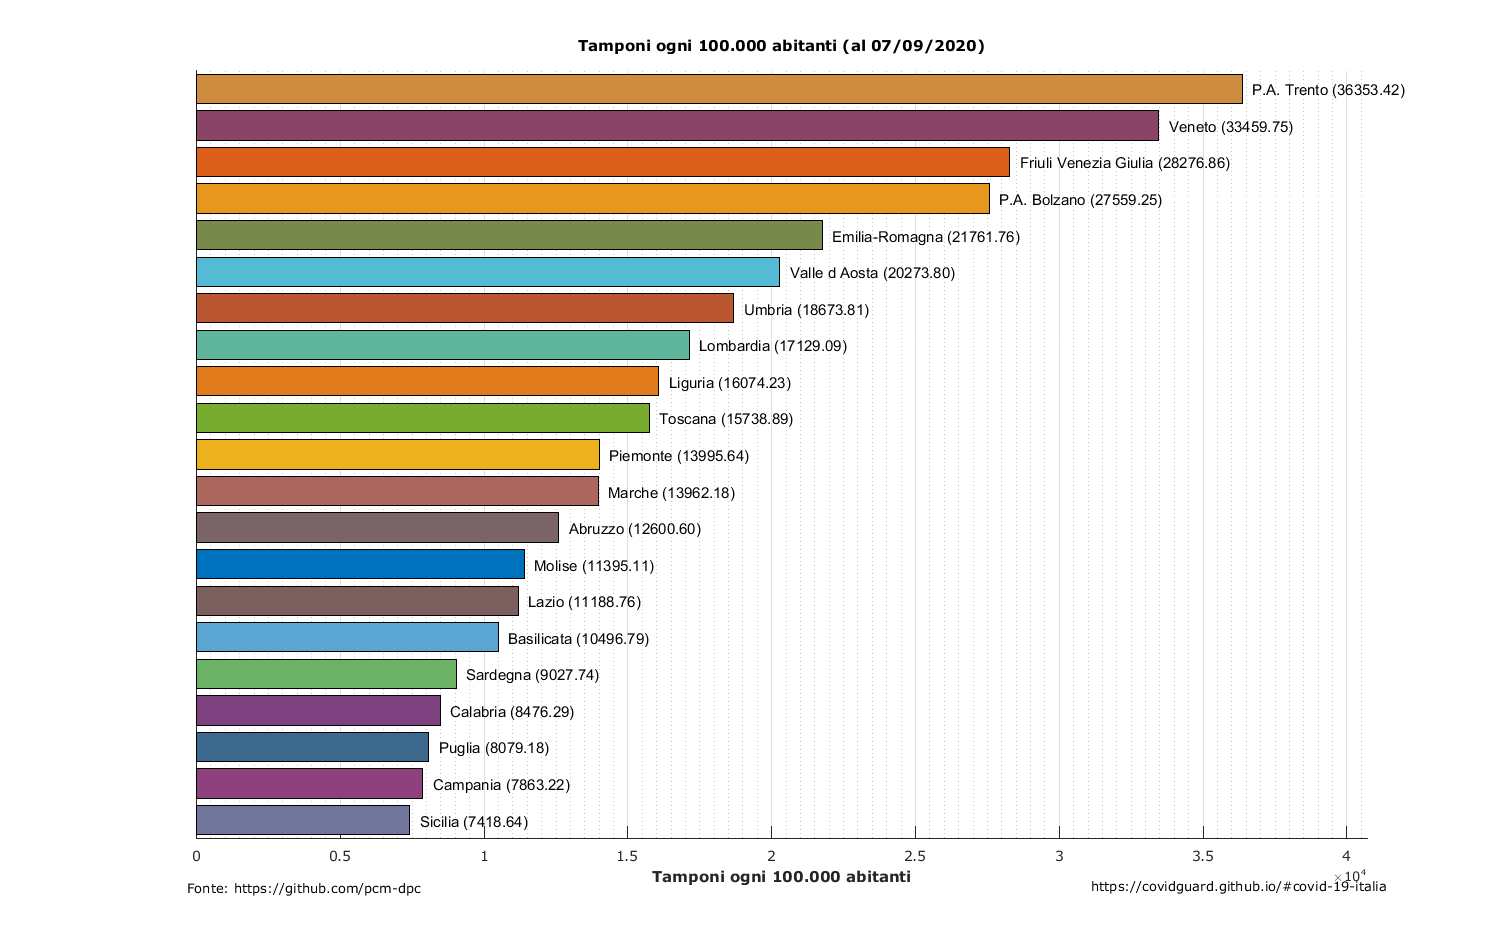 Tamponi ogni 100.000 abitanti (al 07/09/2020)
P.A. Trento (36353.42)
Veneto (33459.75)
Friuli Venezia Giulia (28276.86)
P.A. Bolzano (27559.25)
Emilia-Romagna (21761.76)
Valle d Aosta (20273.80)
Umbria (18673.81)
Lombardia (17129.09)
Liguria (16074.23)
Toscana (15738.89)
Piemonte (13995.64)
Marche (13962.18)
Abruzzo (12600.60)
Molise (11395.11)
Lazio (11188.76)
Basilicata (10496.79)
Sardegna (9027.74)
Calabria (8476.29)
Puglia (8079.18)
Campania (7863.22)
Sicilia (7418.64)
0 0.5 1 1.5 2 2.5 3 3.5 4
×10⁴
Tamponi ogni 100.000 abitanti
Fonte: https://github.com/pcm-dpc
https://covidguard.github.io/#covid-19-italia